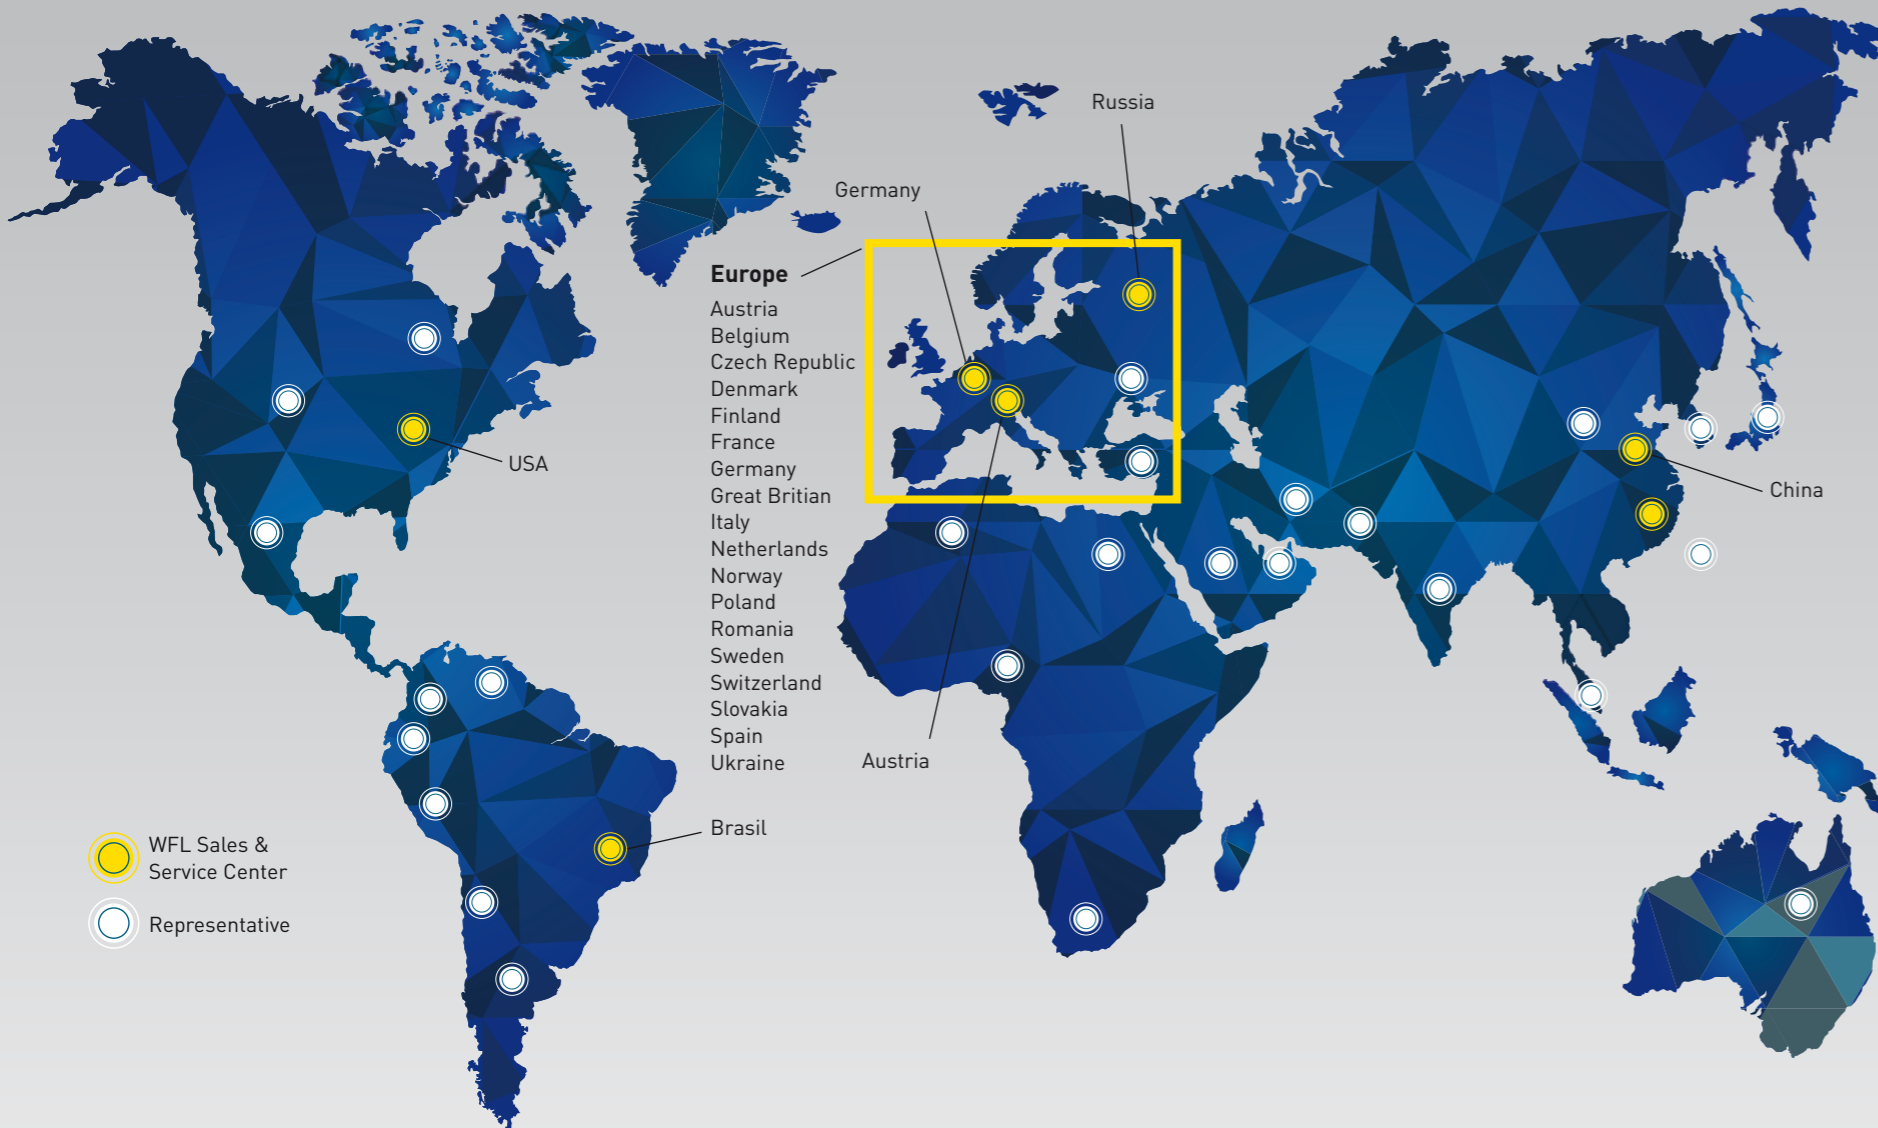 Russia
Germany
Europe
Austria
Belgium
Czech Republic
Denmark
Finland
France
Germany
Great Britian
Italy
Netherlands
Norway
Poland
Romania
Sweden
Switzerland
Slovakia
Spain
Ukraine
USA
China
Austria
Brasil
WFL Sales &
Service Center
Representative